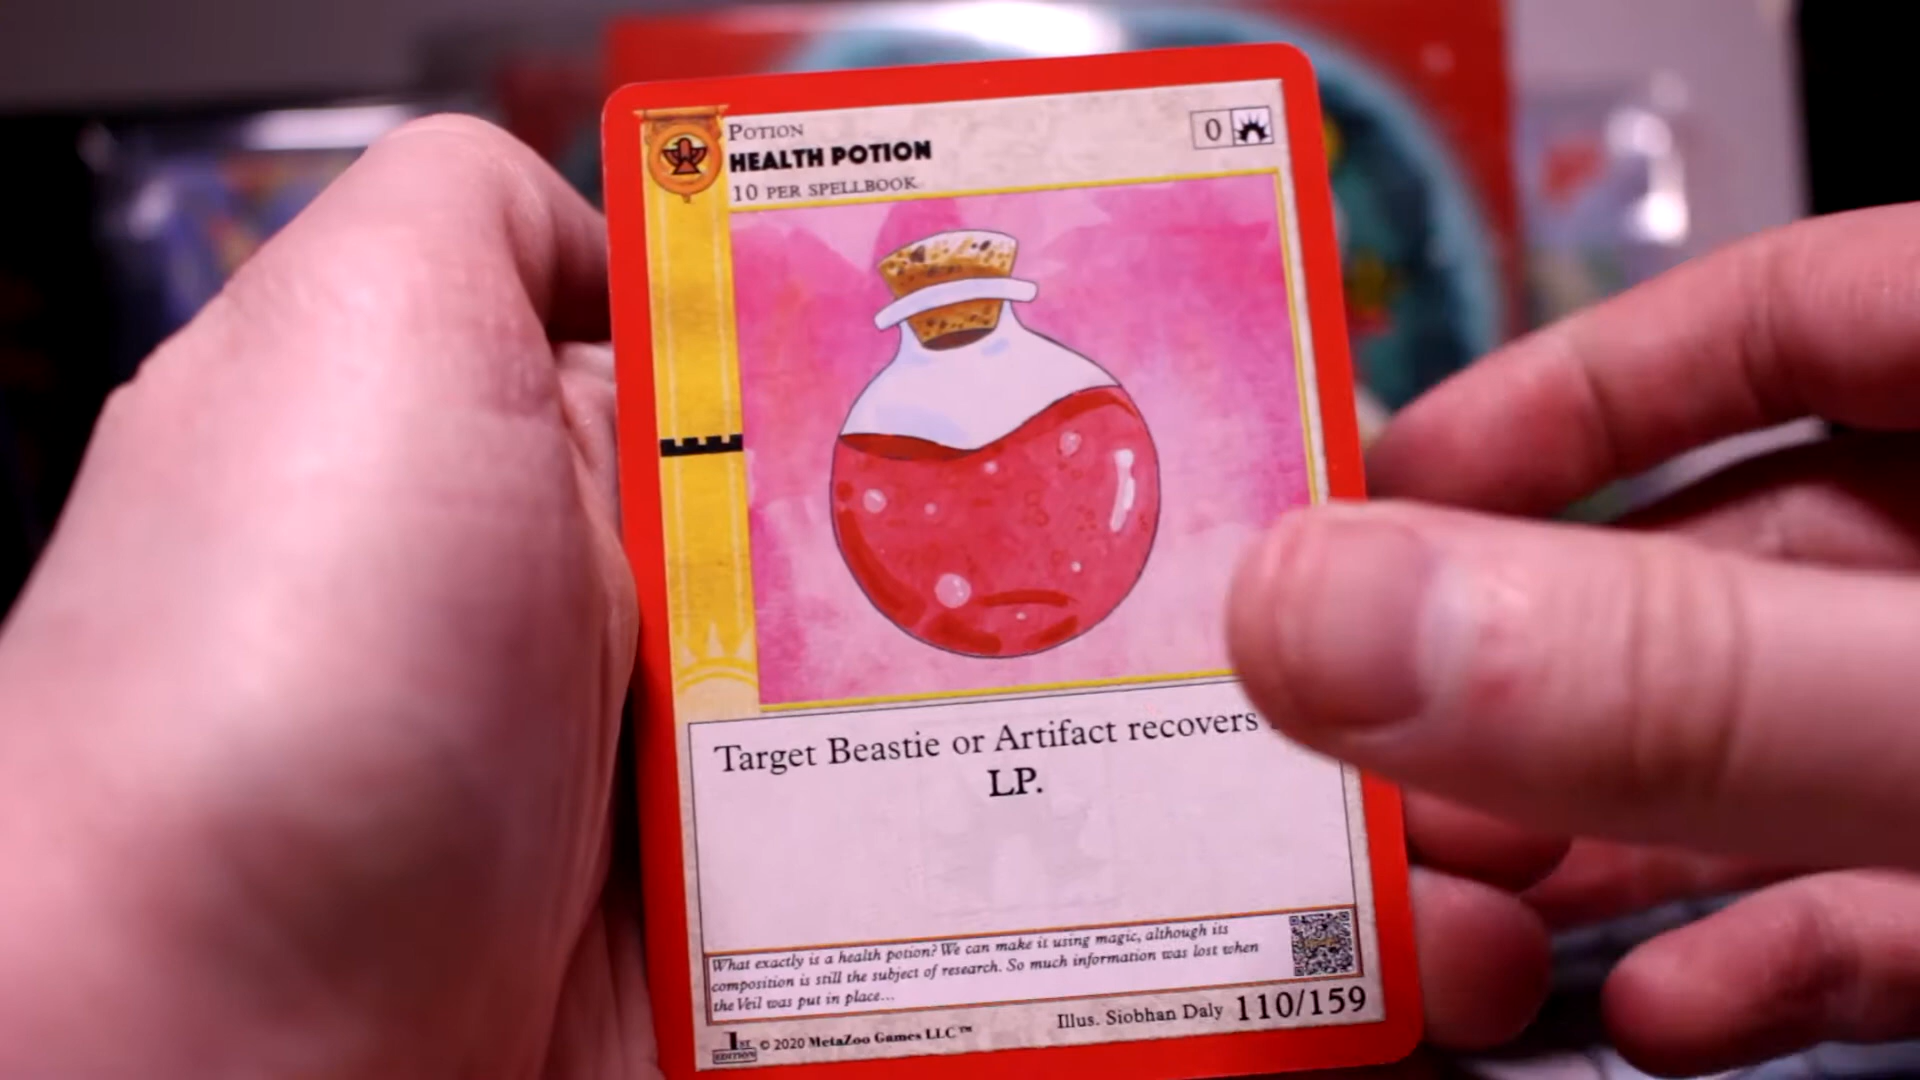 POTION
HEALTH POTION
10 PER SPELLBOOK
0
Target Beastie or Artifact recovers
LP.
What exactly is a health potion? We can make it using magic, although its
composition is still the subject of research. So much information was lost when
the Veil was put in place...
1ST EDITION © 2020 MetaZoo Games LLC™
Illus. Siobhan Daly 110/159